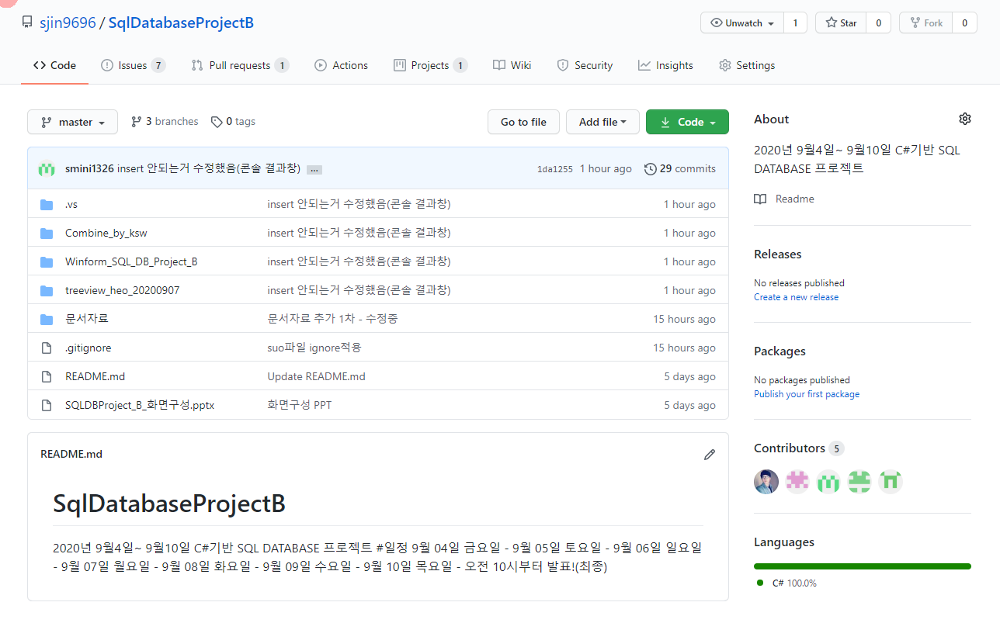 sjin9696 / SqlDatabaseProjectB
Unwatch 1
Star 0
Fork 0
Code
Issues 7
Pull requests 1
Actions
Projects 1
Wiki
Security
Insights
Settings
master
3 branches
0 tags
Go to file
Add file
Code
smini1326 insert 안되는거 수정했음(콘솔 결과창) ...
1da1255 1 hour ago 29 commits
.vs insert 안되는거 수정했음(콘솔 결과창) 1 hour ago
Combine_by_ksw insert 안되는거 수정했음(콘솔 결과창) 1 hour ago
Winform_SQL_DB_Project_B insert 안되는거 수정했음(콘솔 결과창) 1 hour ago
treeview_heo_20200907 insert 안되는거 수정했음(콘솔 결과창) 1 hour ago
문서자료 문서자료 추가 1차 - 수정중 15 hours ago
.gitignore suo파일 ignore적용 15 hours ago
README.md Update README.md 5 days ago
SQLDBProject_B_화면구성.pptx 화면구성 PPT 5 days ago
README.md
SqlDatabaseProjectB
2020년 9월4일~ 9월10일 C#기반 SQL DATABASE 프로젝트 #일정 9월 04일 금요일 - 9월 05일 토요일 - 9월 06일 일요일
- 9월 07일 월요일 - 9월 08일 화요일 - 9월 09일 수요일 - 9월 10일 목요일 - 오전 10시부터 발표!(최종)
About
2020년 9월4일~ 9월10일 C#기반 SQL
DATABASE 프로젝트
Readme
Releases
No releases published
Create a new release
Packages
No packages published
Publish your first package
Contributors 5
Languages
C# 100.0%